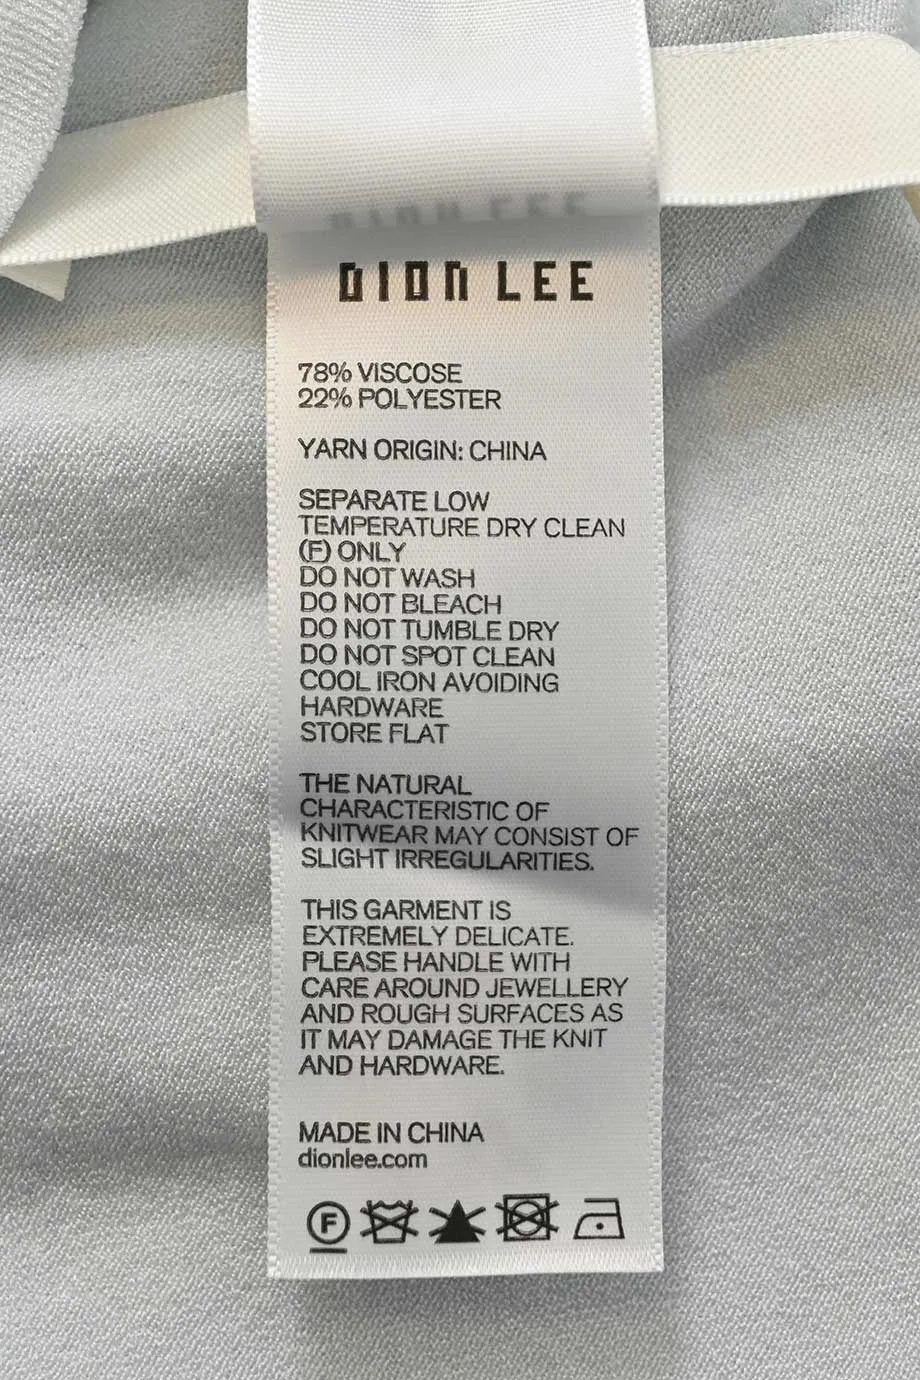 DION LEE
78% VISCOSE
22% POLYESTER
YARN ORIGIN: CHINA
SEPARATE LOW
TEMPERATURE DRY CLEAN
(F) ONLY
DO NOT WASH
DO NOT BLEACH
DO NOT TUMBLE DRY
DO NOT SPOT CLEAN
COOL IRON AVOIDING
HARDWARE
STORE FLAT
THE NATURAL
CHARACTERISTIC OF
KNITWEAR MAY CONSIST OF
SLIGHT IRREGULARITIES.
THIS GARMENT IS
EXTREMELY DELICATE.
PLEASE HANDLE WITH
CARE AROUND JEWELLERY
AND ROUGH SURFACES AS
IT MAY DAMAGE THE KNIT
AND HARDWARE.
MADE IN CHINA
dionlee.com
F